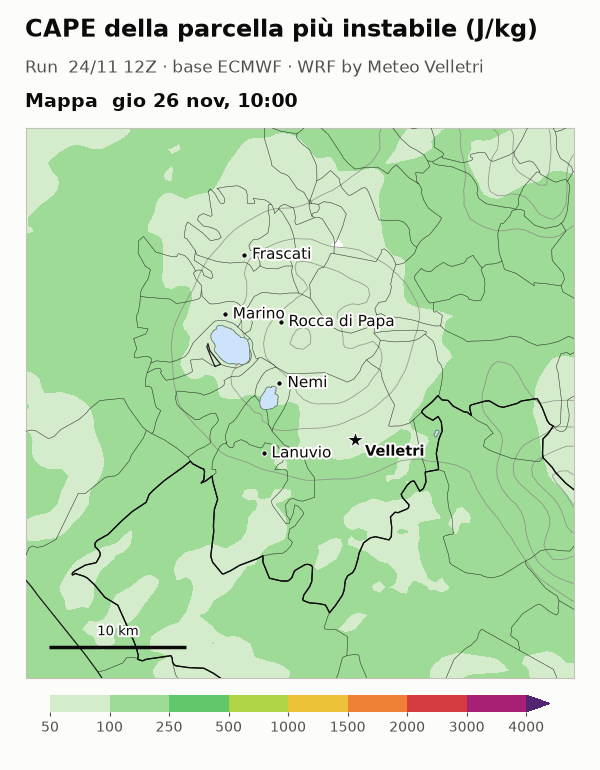 CAPE della parcella più instabile (J/kg)
Run  24/11 12Z · base ECMWF · WRF by Meteo Velletri
Mappa  gio 26 nov, 10:00
Frascati
Marino
Rocca di Papa
Nemi
Velletri
Lanuvio
10 km
50 100 250 500 1000 1500 2000 3000 4000